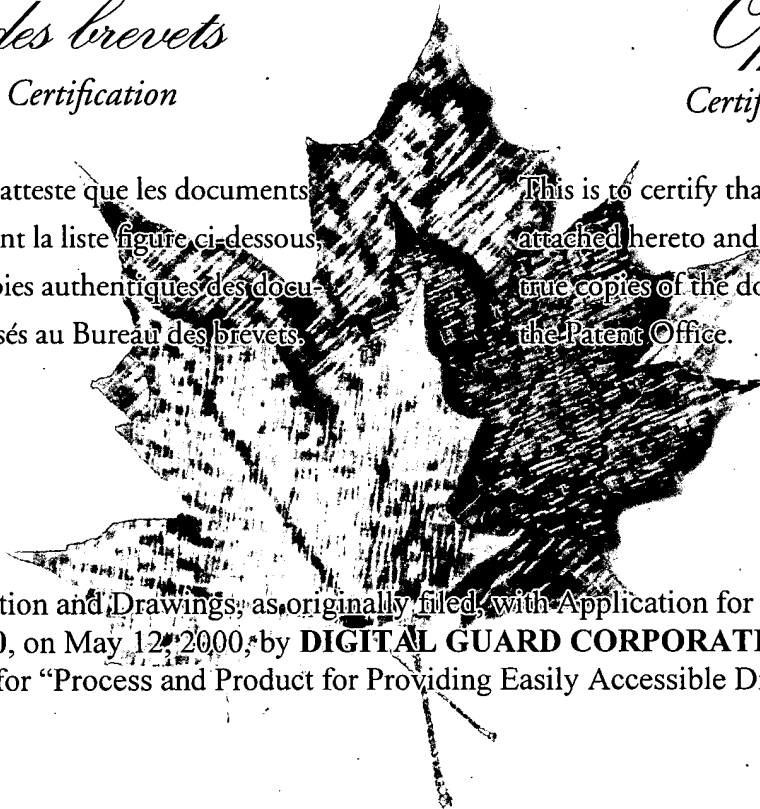 des brevets
Certification
Certif
atteste que les documents
nt la liste figure ci-dessous,
pies authentiques des docu-
sés au Bureau des brevets.
This is to certify tha
attached hereto and
true copies of the do
the Patent Office.
tion and Drawings, as originally filed, with Application for
0, on May 12, 2000, by DIGITAL GUARD CORPORATI
for “Process and Product for Providing Easily Accessible D